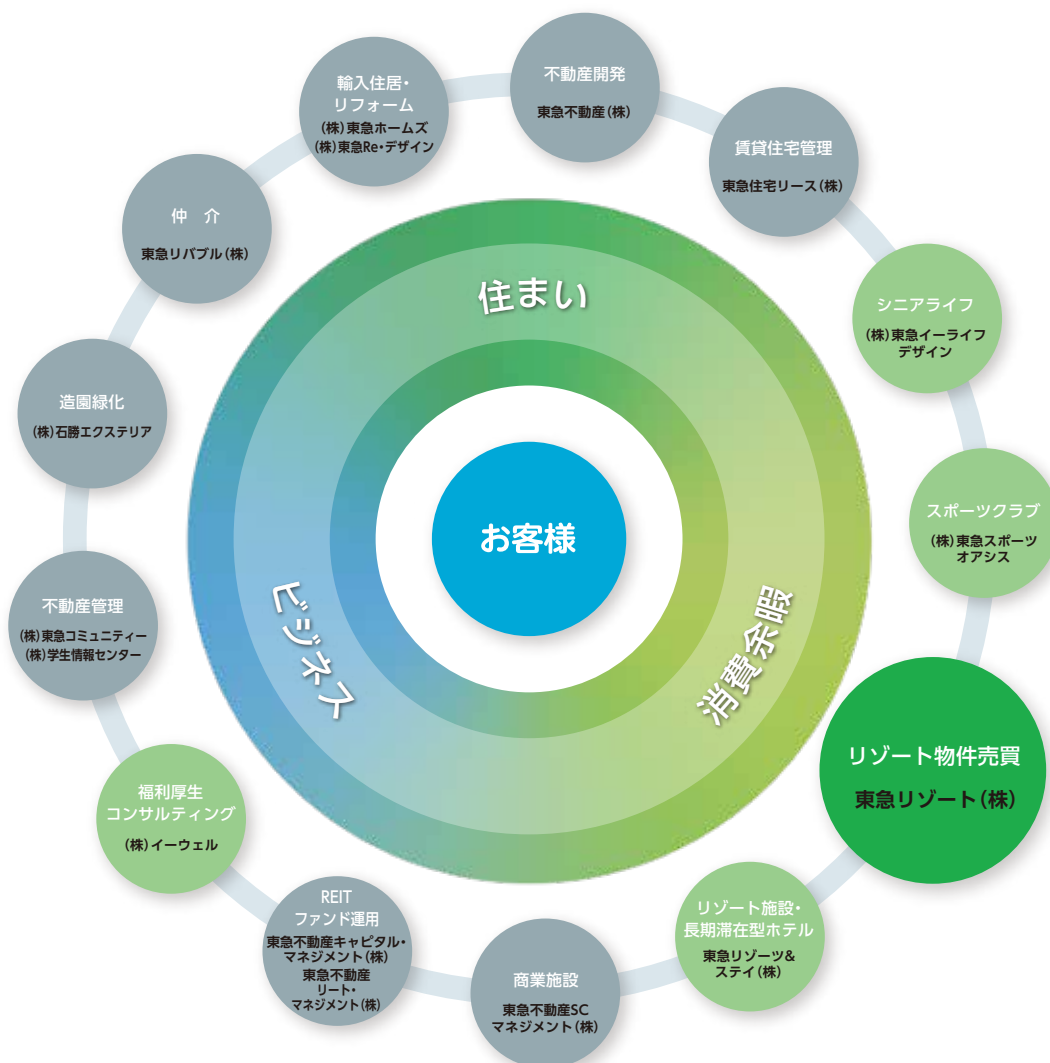 不動産開発
東急不動産(株)
賃貸住宅管理
東急住宅リース(株)
シニアライフ
(株)東急イーライフ
デザイン
スポーツクラブ
(株)東急スポーツ
オアシス
リゾート物件売買
東急リゾート(株)
リゾート施設・
長期滞在型ホテル
東急リゾーツ&
ステイ(株)
商業施設
東急不動産SC
マネジメント(株)
REIT
ファンド運用
東急不動産キャピタル・
マネジメント(株)
東急不動産
リート・
マネジメント(株)
福利厚生
コンサルティング
(株)イーウェル
不動産管理
(株)東急コミュニティー
(株)学生情報センター
造園緑化
(株)石勝エクステリア
仲　介
東急リバブル(株)
輸入住居・
リフォーム
(株)東急ホームズ
(株)東急Re・デザイン
住まい
消費余暇
ビジネス
お客様